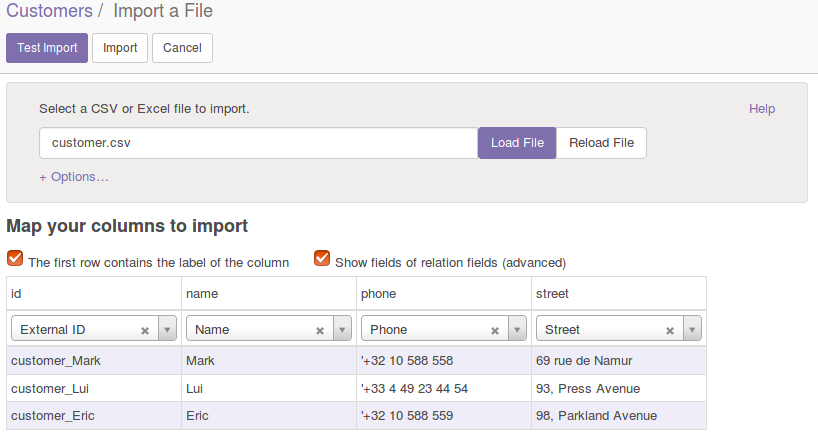 Customers / Import a File
Test Import Import Cancel
Select a CSV or Excel file to import. Help
customer.csv Load File Reload File
+ Options…
Map your columns to import
The first row contains the label of the column Show fields of relation fields (advanced)
id name phone street
External ID Name Phone Street
customer_Mark Mark '+32 10 588 558 69 rue de Namur
customer_Lui Lui '+33 4 49 23 44 54 93, Press Avenue
customer_Eric Eric '+32 10 588 559 98, Parkland Avenue